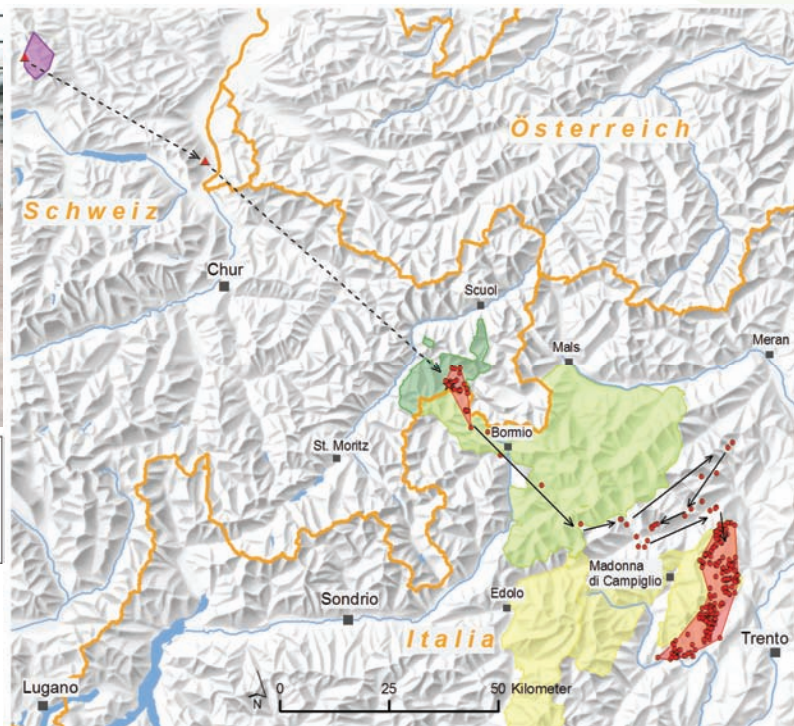 Österreich
Schweiz
Chur
Scuol
Mals
Meran
St. Moritz
Bormio
Madonna
di Campiglio
Edolo
Sondrio
Italia
Trento
Lugano
N
0 25 50 Kilometer